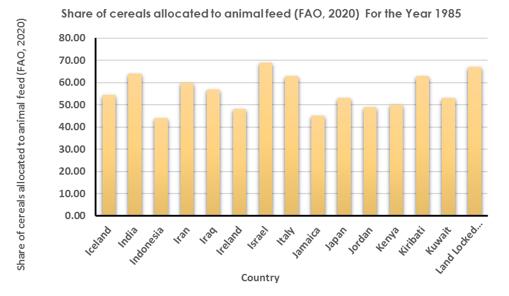 Share of cereals allocated to animal feed (FAO, 2020) For the Year 1985
Share of cereals allocated to animal feed (FAO, 2020)
80.00
70.00
60.00
50.00
40.00
30.00
20.00
10.00
0.00
Iceland
India
Indonesia
Iran
Iraq
Ireland
Israel
Italy
Jamaica
Japan
Jordan
Kenya
Kiribati
Kuwait
Land Locked...
Country